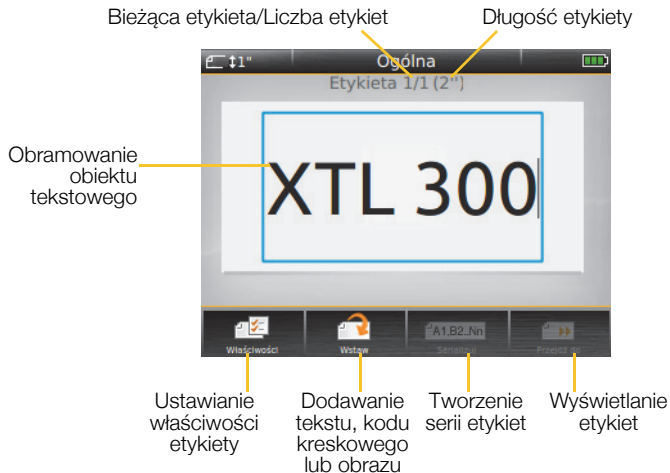 Bieżąca etykieta/Liczba etykiet
Długość etykiety
1"
Ogólna
Etykieta 1/1 (2")
Obramowanie
obiektu
tekstowego
XTL 300
A1,B2..Nn
Właściwości
Wstaw
Serializuj
Przejdź do
Ustawianie
właściwości
etykiety
Dodawanie
tekstu, kodu
kreskowego
lub obrazu
Tworzenie
serii etykiet
Wyświetlanie
etykiet